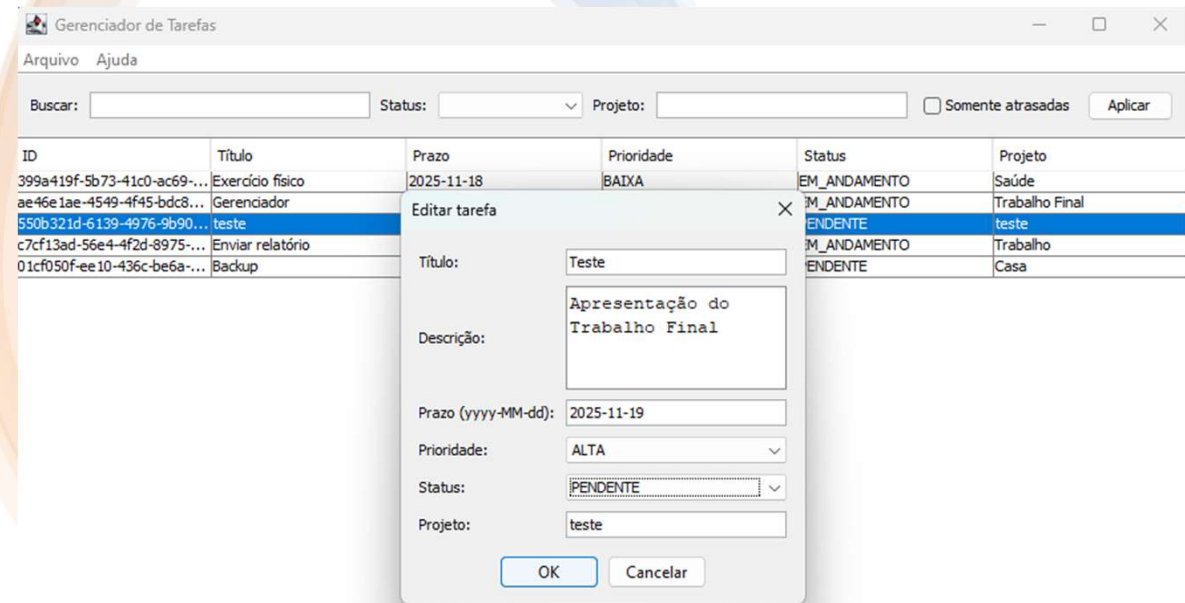 Gerenciador de Tarefas
Arquivo Ajuda
Buscar: Status: Projeto: Somente atrasadas Aplicar
ID Título Prazo Prioridade Status Projeto
399a419f-5b73-41c0-ac69-... Exercício físico 2025-11-18 BAIXA EM_ANDAMENTO Saúde
ae46e1ae-4549-4f45-bdc8... Gerenciador M_ANDAMENTO Trabalho Final
550b321d-6139-4976-9b90... teste PENDENTE teste
c7cf13ad-56e4-4f2d-8975-... Enviar relatório M_ANDAMENTO Trabalho
01cf050f-ee10-436c-be6a-... Backup ENDENTE Casa
Editar tarefa
Título: Teste
Descrição: Apresentação do
Trabalho Final
Prazo (yyyy-MM-dd): 2025-11-19
Prioridade: ALTA
Status: PENDENTE
Projeto: teste
OK Cancelar